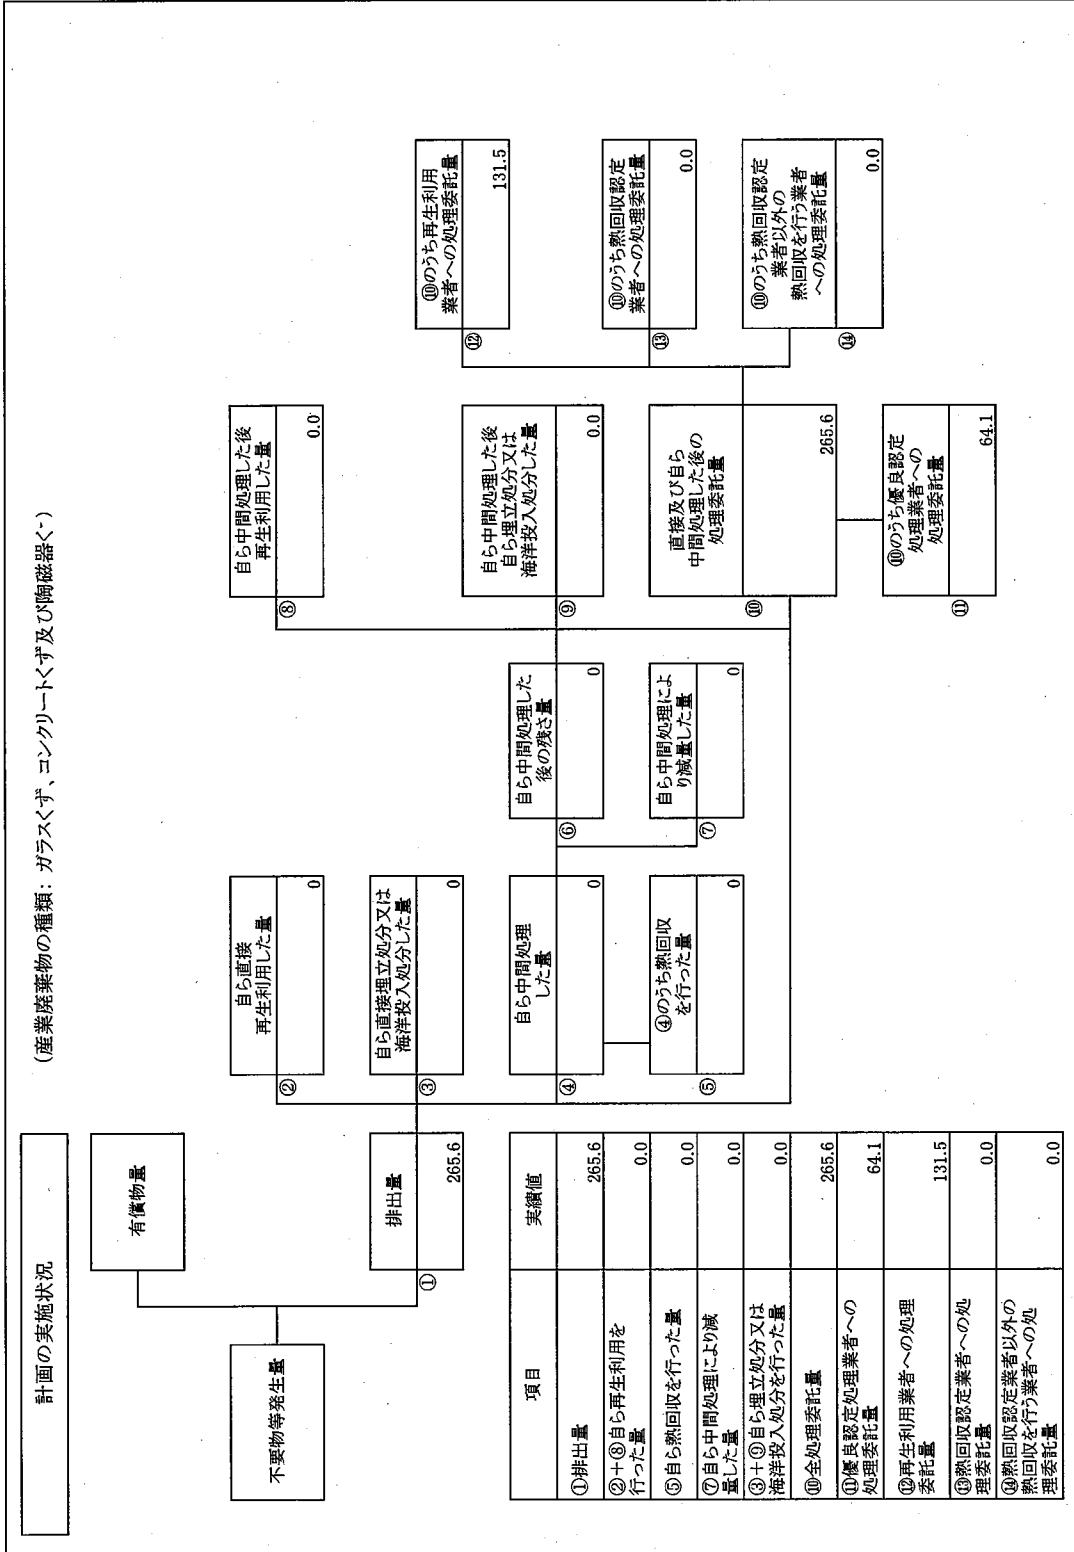 計画の実施状況
(産業廃棄物の種類: ガラスくず、コンクリートくず及び陶磁器く)
不要物等発生量
有償物量
①
排出量
265.6
②
自ら直接
再生利用した量
0
③
自ら直接埋立処分又は
海洋投入処分した量
0
④
自ら中間処理
した量
0
⑤
④のうち熱回収
を行った量
0
⑥
自ら中間処理した
後の残さ量
0
⑦
自ら中間処理によ
り減量した量
0
⑧
自ら中間処理した後
再生利用した量
0.0
⑨
自ら中間処理した後
自ら埋立処分又は
海洋投入処分した量
0.0
⑩
直接及び自ら
中間処理した後の
処理委託量
265.6
⑪
⑩のうち優良認定
処理業者への
処理委託量
64.1
⑫
⑩のうち再生利用
業者への処理委託量
131.5
⑬
⑩のうち熱回収認定
業者への処理委託量
0.0
⑭
⑩のうち熱回収認定
業者以外の
熱回収を行う業者
への処理委託量
0.0
項目
実績値
①排出量
265.6
②+⑧自ら再生利用を
行った量
0.0
⑤自ら熱回収を行った量
0.0
⑦自ら中間処理により減
量した量
0.0
③+⑨自ら埋立処分又は
海洋投入処分を行った量
0.0
⑩全処理委託量
265.6
⑪優良認定処理業者への
処理委託量
64.1
⑫再生利用業者への処理
委託量
131.5
⑬熱回収認定業者への処
理委託量
0.0
⑭熱回収認定業者以外の
熱回収を行う業者への処
理委託量
0.0